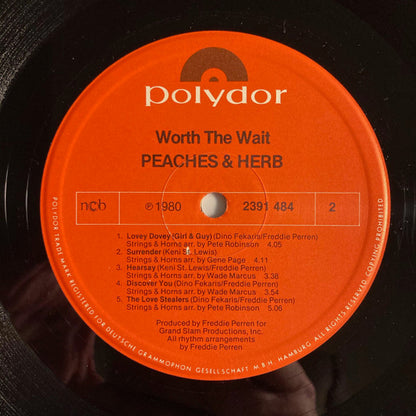 polydor
Worth The Wait
PEACHES & HERB
ncb ℗1980 2391 484 2
1. Lovey Dovey (Girl & Guy) (Dino Fekaris/Freddie Perren)
Strings & Horns arr. by Pete Robinson 4.05
2. Surrender (Keni St. Lewis)
Strings & Horns arr. by Gene Page 4:11
3. Hearsay (Keni St. Lewis/Freddie Perren)
Strings & Horns arr. by Wade Marcus 3.38
4. Discover You (Dino Fekaris/Freddie Perren)
Strings & Horns arr. by Wade Marcus 3.54
5. The Love Stealers (Dino Fekaris/Freddie Perren)
Strings & Horns arr. by Pete Robinson 5.06
Produced by Freddie Perren for
Grand Slam Productions, Inc.
All rhythm arrangements
by Freddie Perren
POLYDOR TRADE MARK REGISTERED FOR DEUTSCHE GRAMMOPHON GESELLSCHAFT M.B.H. HAMBURG ALL RIGHTS RESERVED COPYING PROHIBITED